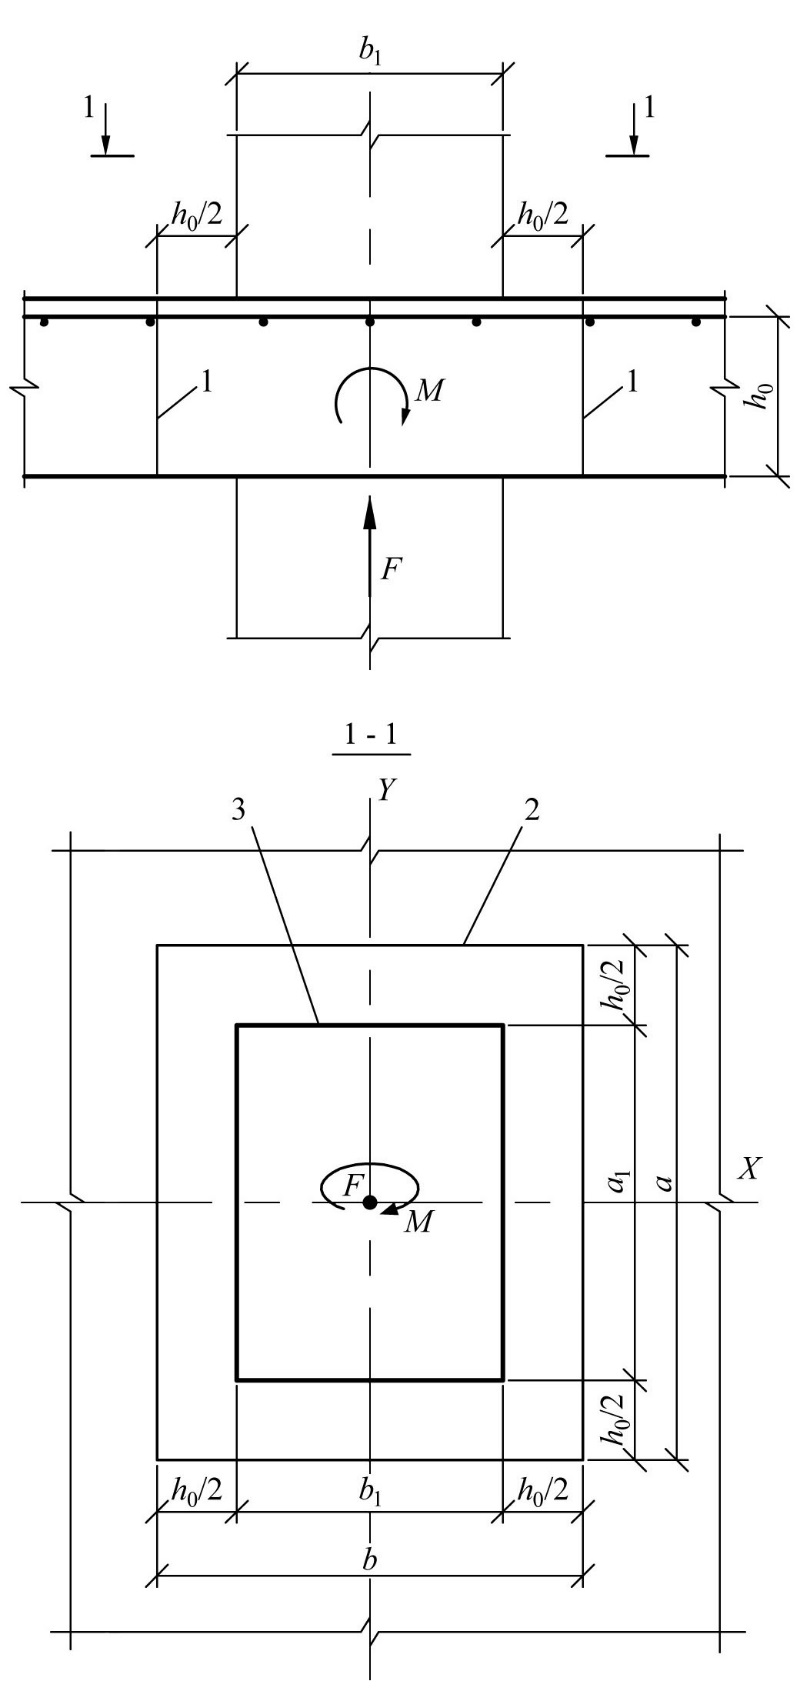 b₁
1 1
h₀/2 h₀/2
1 M 1 h₀
F
1 - 1
Y
3 2
h₀/2
X
F a₁ a
M
h₀/2
h₀/2 b₁ h₀/2
b